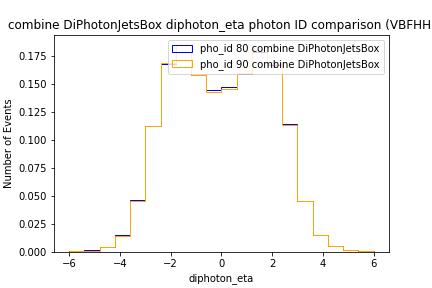 combine DiPhotonJetsBox diphoton_eta photon ID comparison (VBFHH
pho_id 80 combine DiPhotonJetsBox
pho_id 90 combine DiPhotonJetsBox
Number of Events
0.175
0.150
0.125
0.100
0.075
0.050
0.025
0.000
−6 −4 −2 0 2 4 6
diphoton_eta